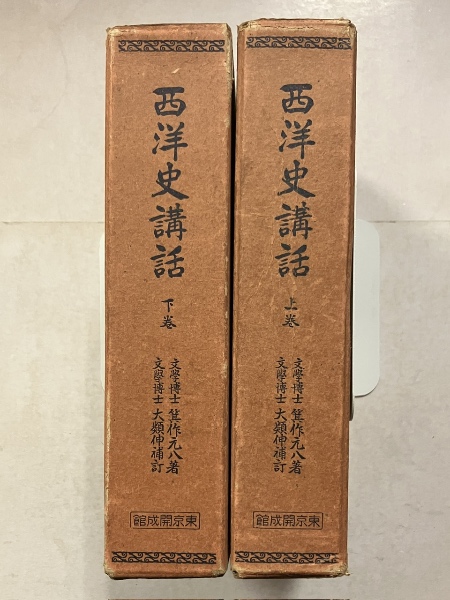 西洋史講話
上巻
文學博士 箕作元八著
文學博士 大類伸補訂
東京開成館
西洋史講話
下巻
文學博士 箕作元八著
文學博士 大類伸補訂
東京開成館